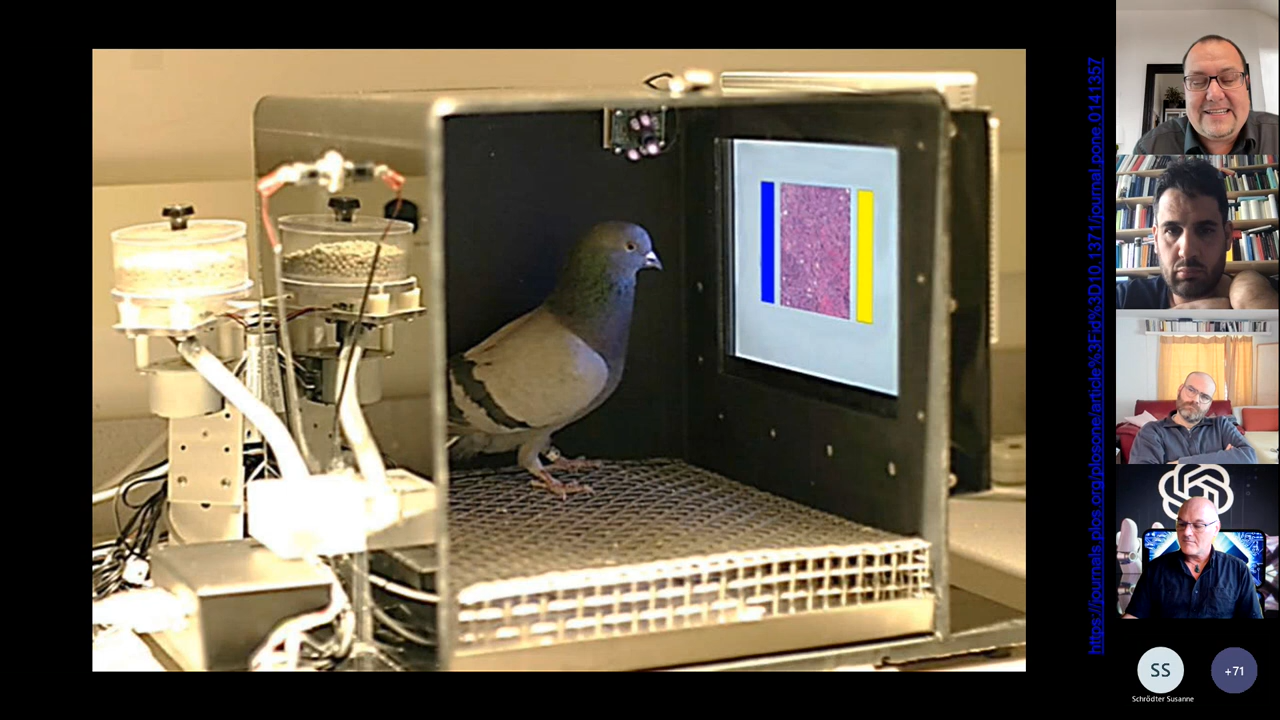 https://journals.plos.org/plosone/article%3Fid%3D10.1371/journal.pone.0141357
SS
Schrödter Susanne
+71